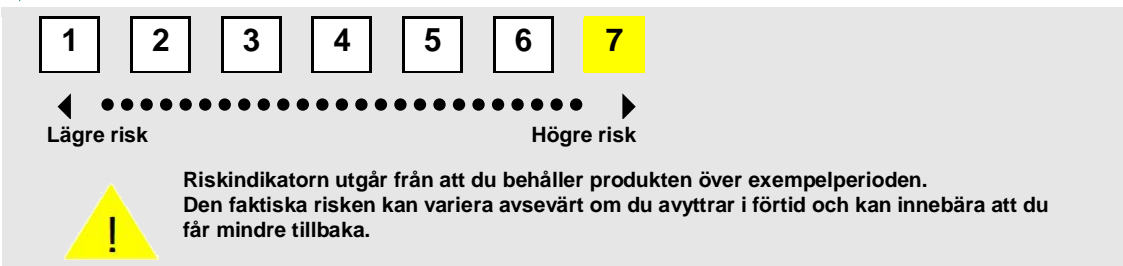 1 2 3 4 5 6 7
Lägre risk Högre risk
Riskindikatorn utgår från att du behåller produkten över exempelperioden.
Den faktiska risken kan variera avsevärt om du avyttrar i förtid och kan innebära att du
får mindre tillbaka.
!